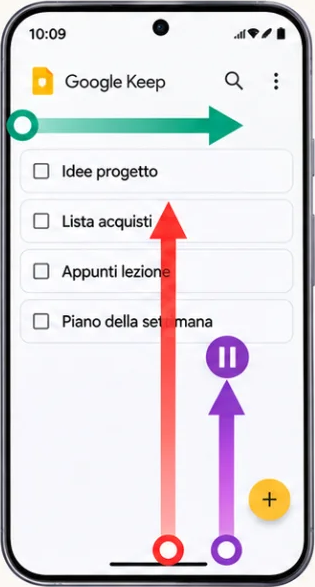 10:09
Google Keep
Idee progetto
Lista acquisti
Appunti lezione
Piano della settimana